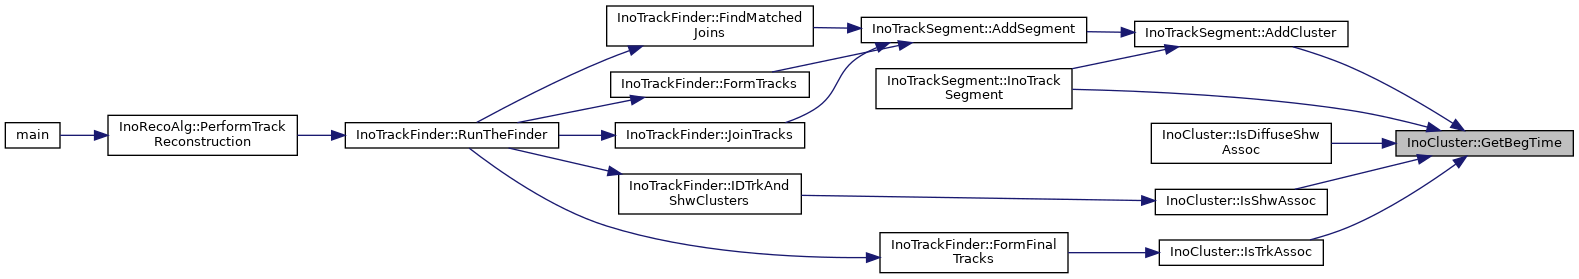 main
InoRecoAlg::PerformTrack
Reconstruction
InoTrackFinder::RunTheFinder
InoTrackFinder::FindMatched
Joins
InoTrackFinder::FormTracks
InoTrackFinder::JoinTracks
InoTrackFinder::IDTrkAnd
ShwClusters
InoTrackFinder::FormFinal
Tracks
InoTrackSegment::AddSegment
InoTrackSegment::InoTrack
Segment
InoTrackSegment::AddCluster
InoCluster::IsDiffuseShw
Assoc
InoCluster::IsShwAssoc
InoCluster::IsTrkAssoc
InoCluster::GetBegTime